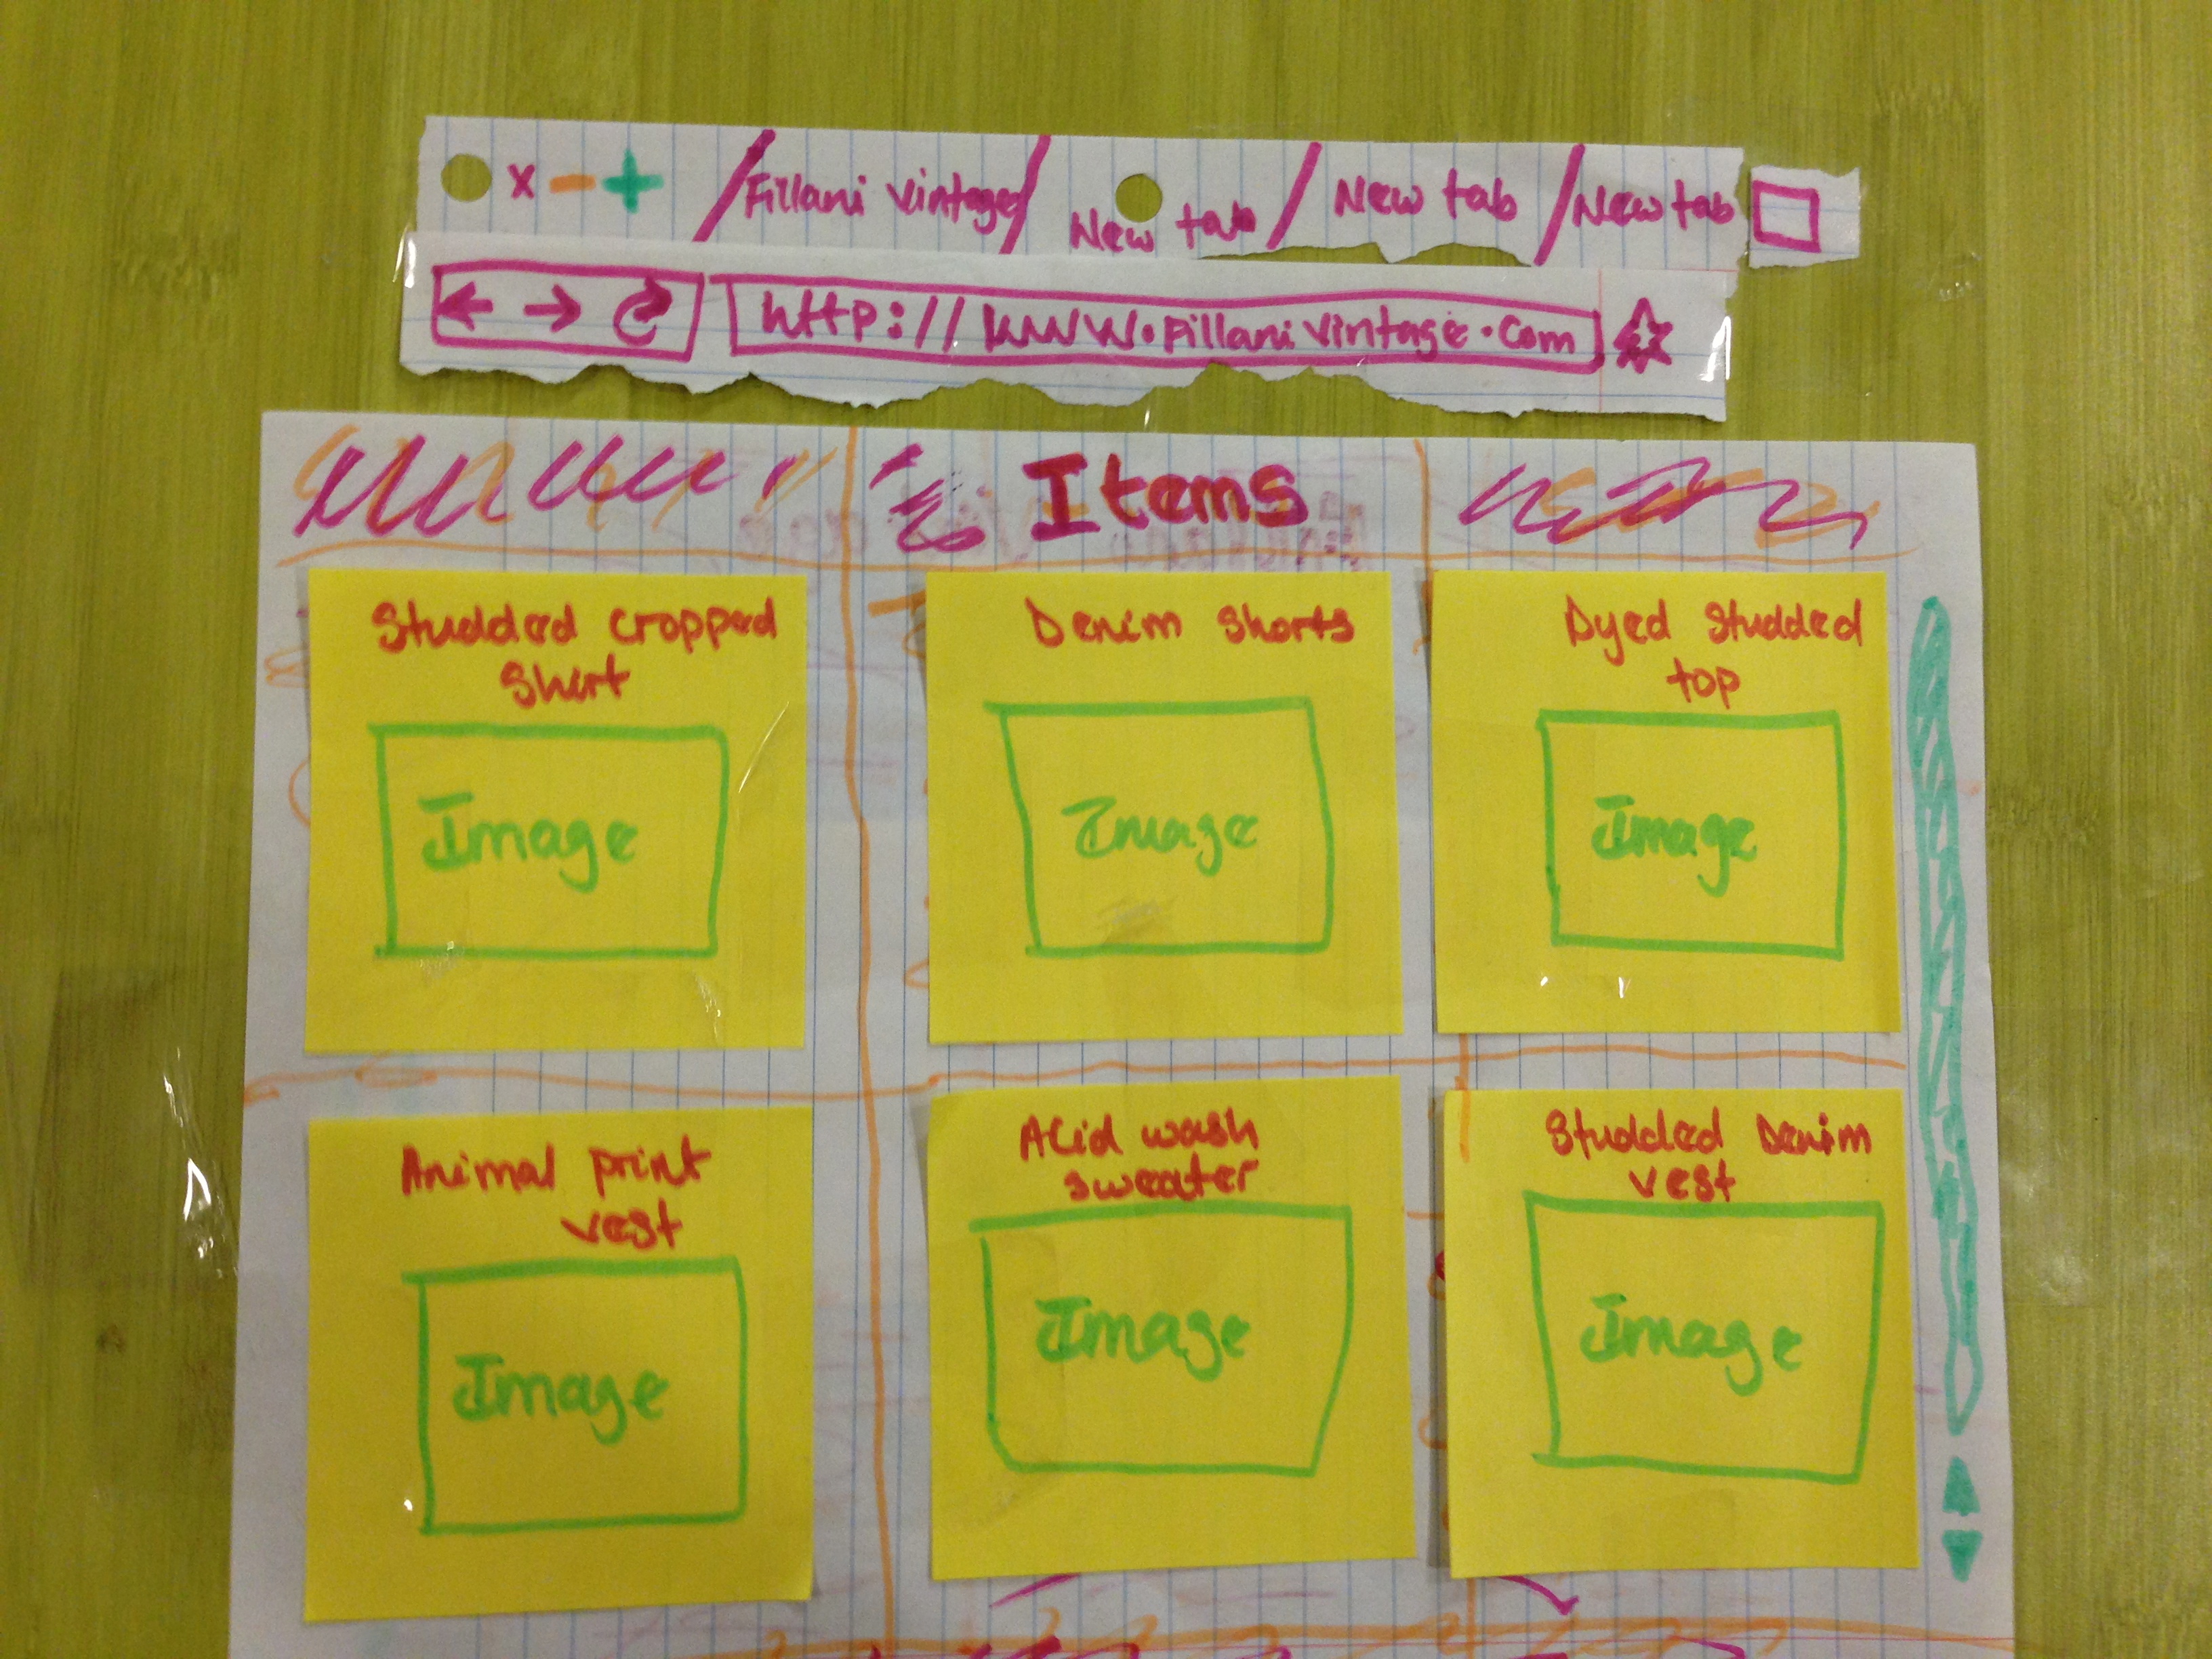 x - + / Fillani Vintage / New tab / New tab / New tab
http://www.fillanivintage.com
Items
Studded cropped
Shirt
Image
Denim Shorts
Image
Dyed Studded
top
Image
Animal print
vest
Image
Acid wash
sweater
Image
Studded Denim
vest
Image